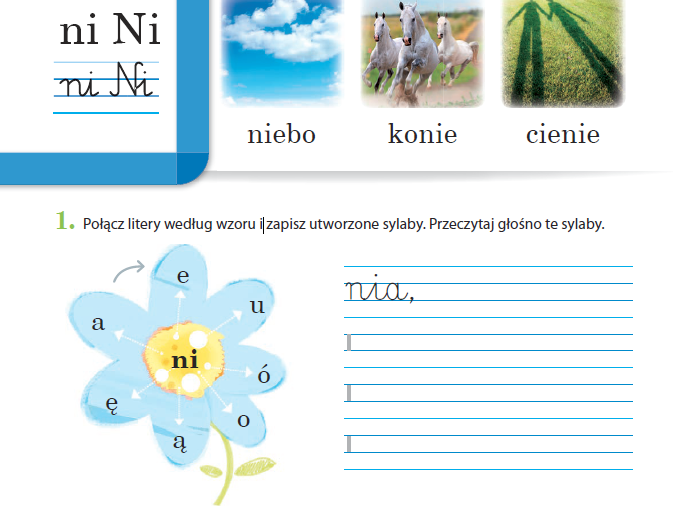 ni Ni
ni Ni
niebo konie cienie
1. Połącz litery według wzoru i zapisz utworzone sylaby. Przeczytaj głośno te sylaby.
e
a u
ni
ó
ę o
ą
nia,